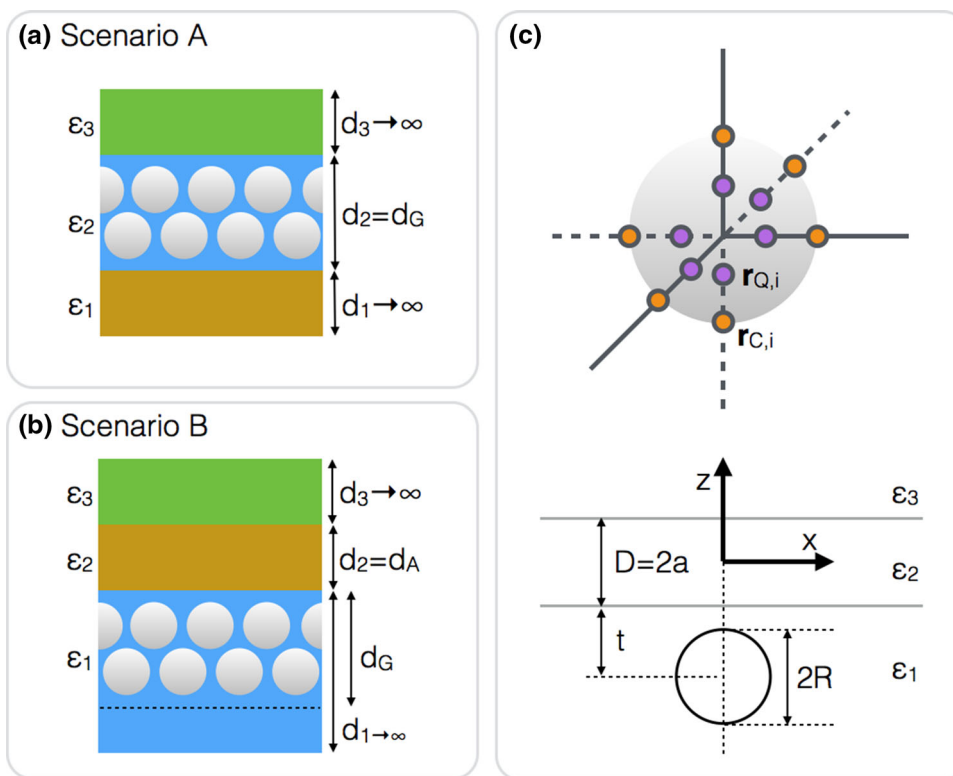 (a) Scenario A
ε3
d3→∞
ε2
d2=dG
ε1
d1→∞
(b) Scenario B
ε3
d3→∞
ε2
d2=dA
ε1
dG
d1→∞
(c)
rQ,i
rC,i
z
ε3
x
D=2a
ε2
t
2R
ε1